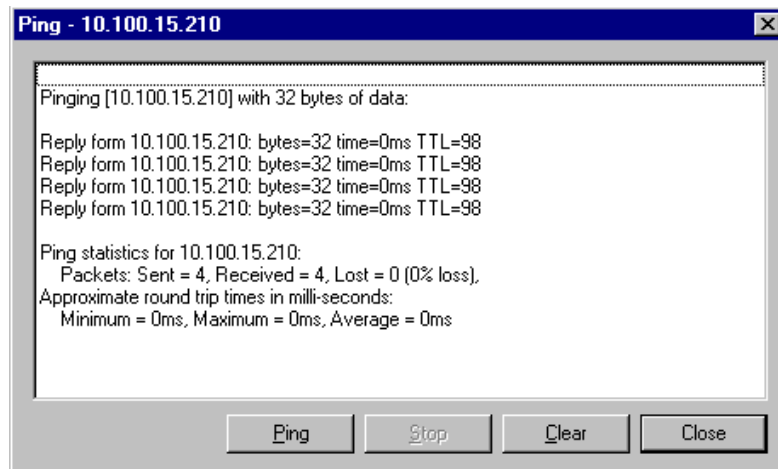 Ping - 10.100.15.210
Pinging [10.100.15.210] with 32 bytes of data:
Reply form 10.100.15.210: bytes=32 time=0ms TTL=98
Reply form 10.100.15.210: bytes=32 time=0ms TTL=98
Reply form 10.100.15.210: bytes=32 time=0ms TTL=98
Reply form 10.100.15.210: bytes=32 time=0ms TTL=98
Ping statistics for 10.100.15.210:
Packets: Sent = 4, Received = 4, Lost = 0 (0% loss),
Approximate round trip times in milli-seconds:
Minimum = 0ms, Maximum = 0ms, Average = 0ms
Ping Stop Clear Close